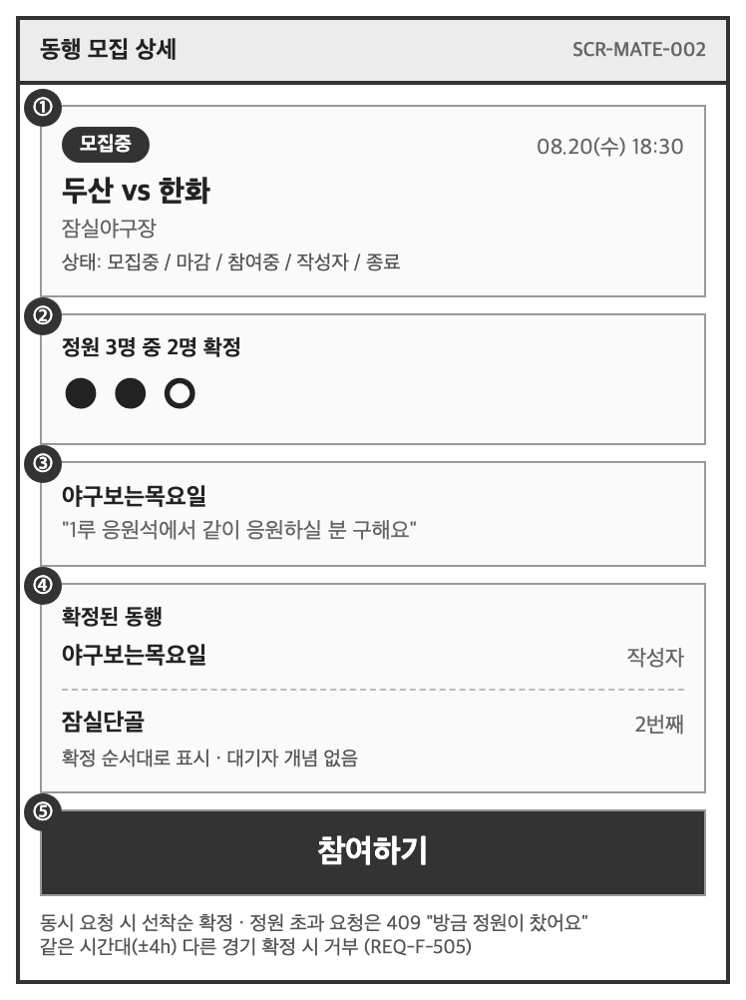 동행 모집 상세
SCR-MATE-002
①
모집중
08.20(수) 18:30
두산 vs 한화
잠실야구장
상태: 모집중 / 마감 / 참여중 / 작성자 / 종료
②
정원 3명 중 2명 확정
③
야구보는목요일
"1루 응원석에서 같이 응원하실 분 구해요"
④
확정된 동행
야구보는목요일
작성자
잠실단골
2번째
확정 순서대로 표시 · 대기자 개념 없음
⑤
참여하기
동시 요청 시 선착순 확정 · 정원 초과 요청은 409 "방금 정원이 찼어요"
같은 시간대(±4h) 다른 경기 확정 시 거부 (REQ-F-505)